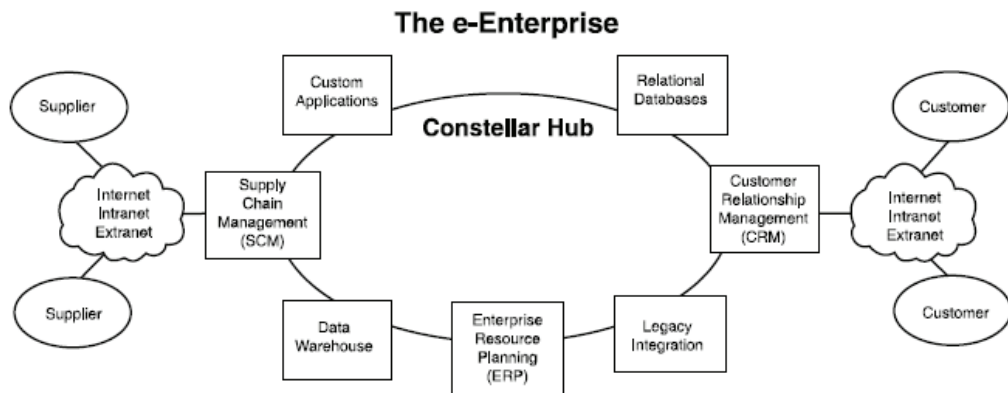 The e-Enterprise
Custom
Applications
Relational
Databases
Supplier
Customer
Constellar Hub
Internet
Intranet
Extranet
Supply
Chain
Management
(SCM)
Customer
Relationship
Management
(CRM)
Internet
Intranet
Extranet
Supplier
Data
Warehouse
Enterprise
Resource
Planning
(ERP)
Legacy
Integration
Customer